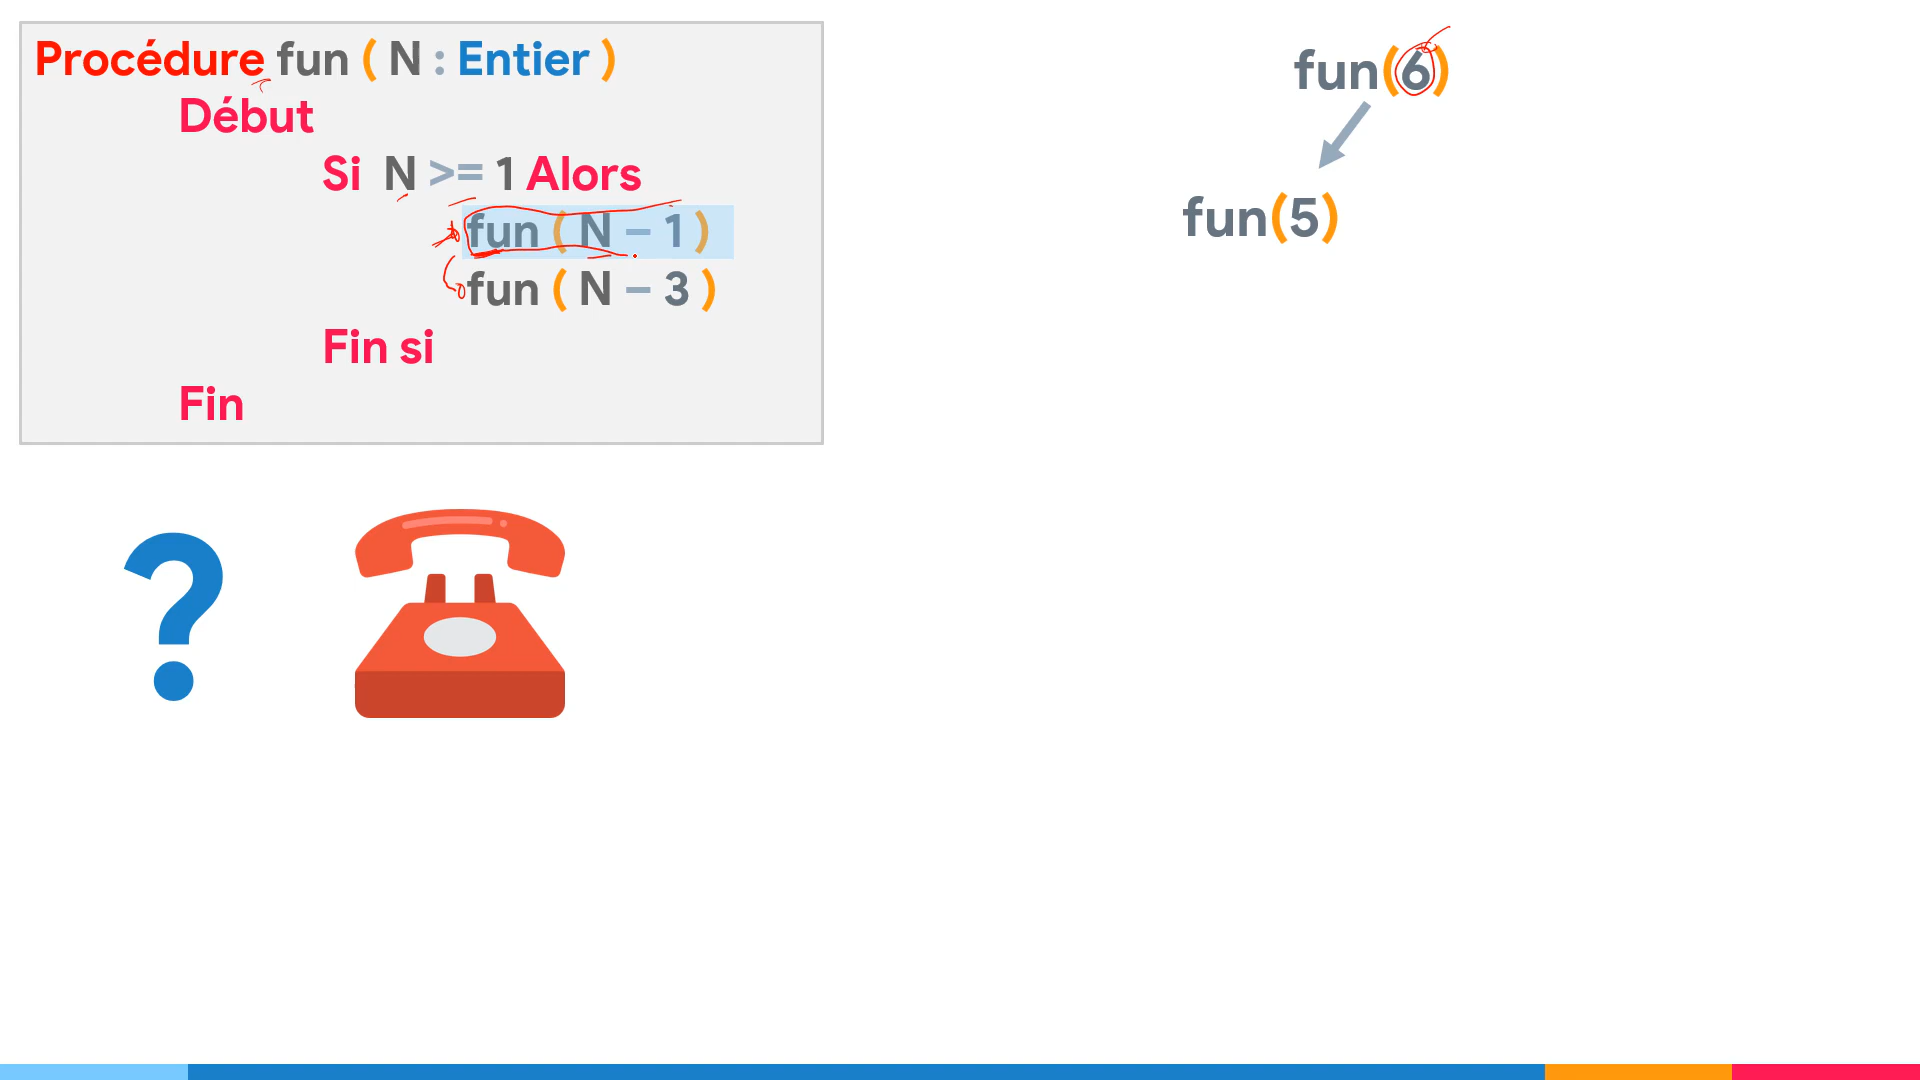 Procédure fun ( N : Entier )
Début
Si N >= 1 Alors
fun ( N – 1 )
fun ( N – 3 )
Fin si
Fin
fun(6)
fun(5)
?